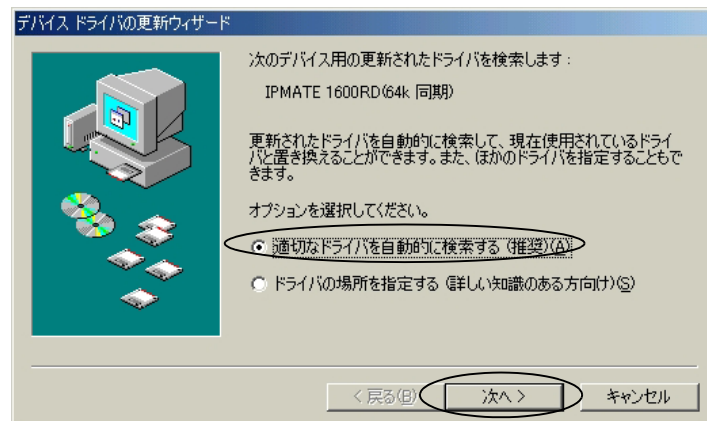 デバイス ドライバの更新ウィザード
次のデバイス用の更新されたドライバを検索します：
IPMATE 1600RD(64k 同期)
更新されたドライバを自動的に検索して、現在使用されているドライ
バと置き換えることができます。また、ほかのドライバを指定することもで
きます。
オプションを選択してください。
適切なドライバを自動的に検索する (推奨)(A)
ドライバの場所を指定する (詳しい知識のある方向け)(S)
< 戻る(B)
次へ >
キャンセル